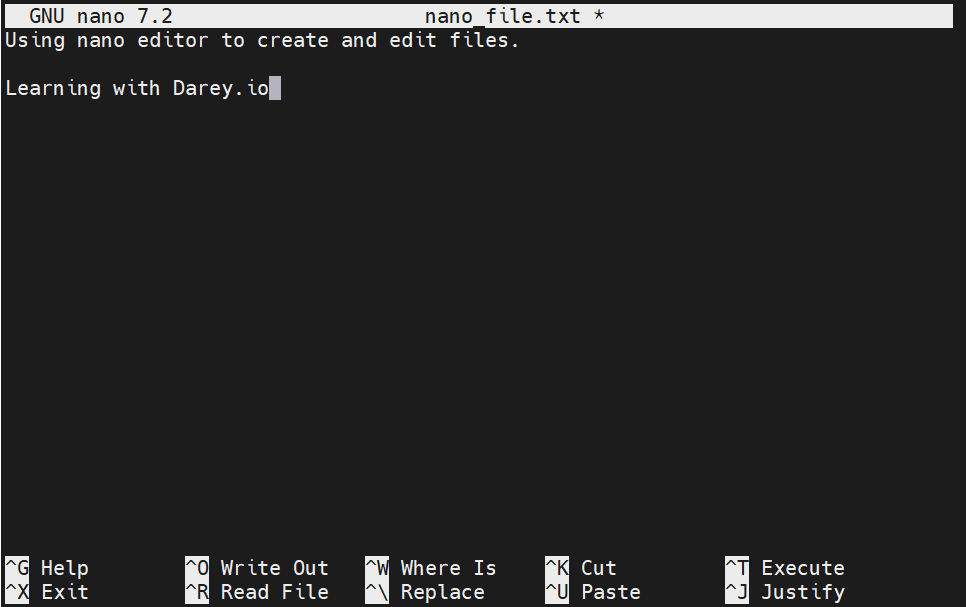 GNU nano 7.2 nano_file.txt *
Using nano editor to create and edit files.
Learning with Darey.io
^G Help ^O Write Out ^W Where Is ^K Cut ^T Execute
^X Exit ^R Read File ^\ Replace ^U Paste ^J Justify